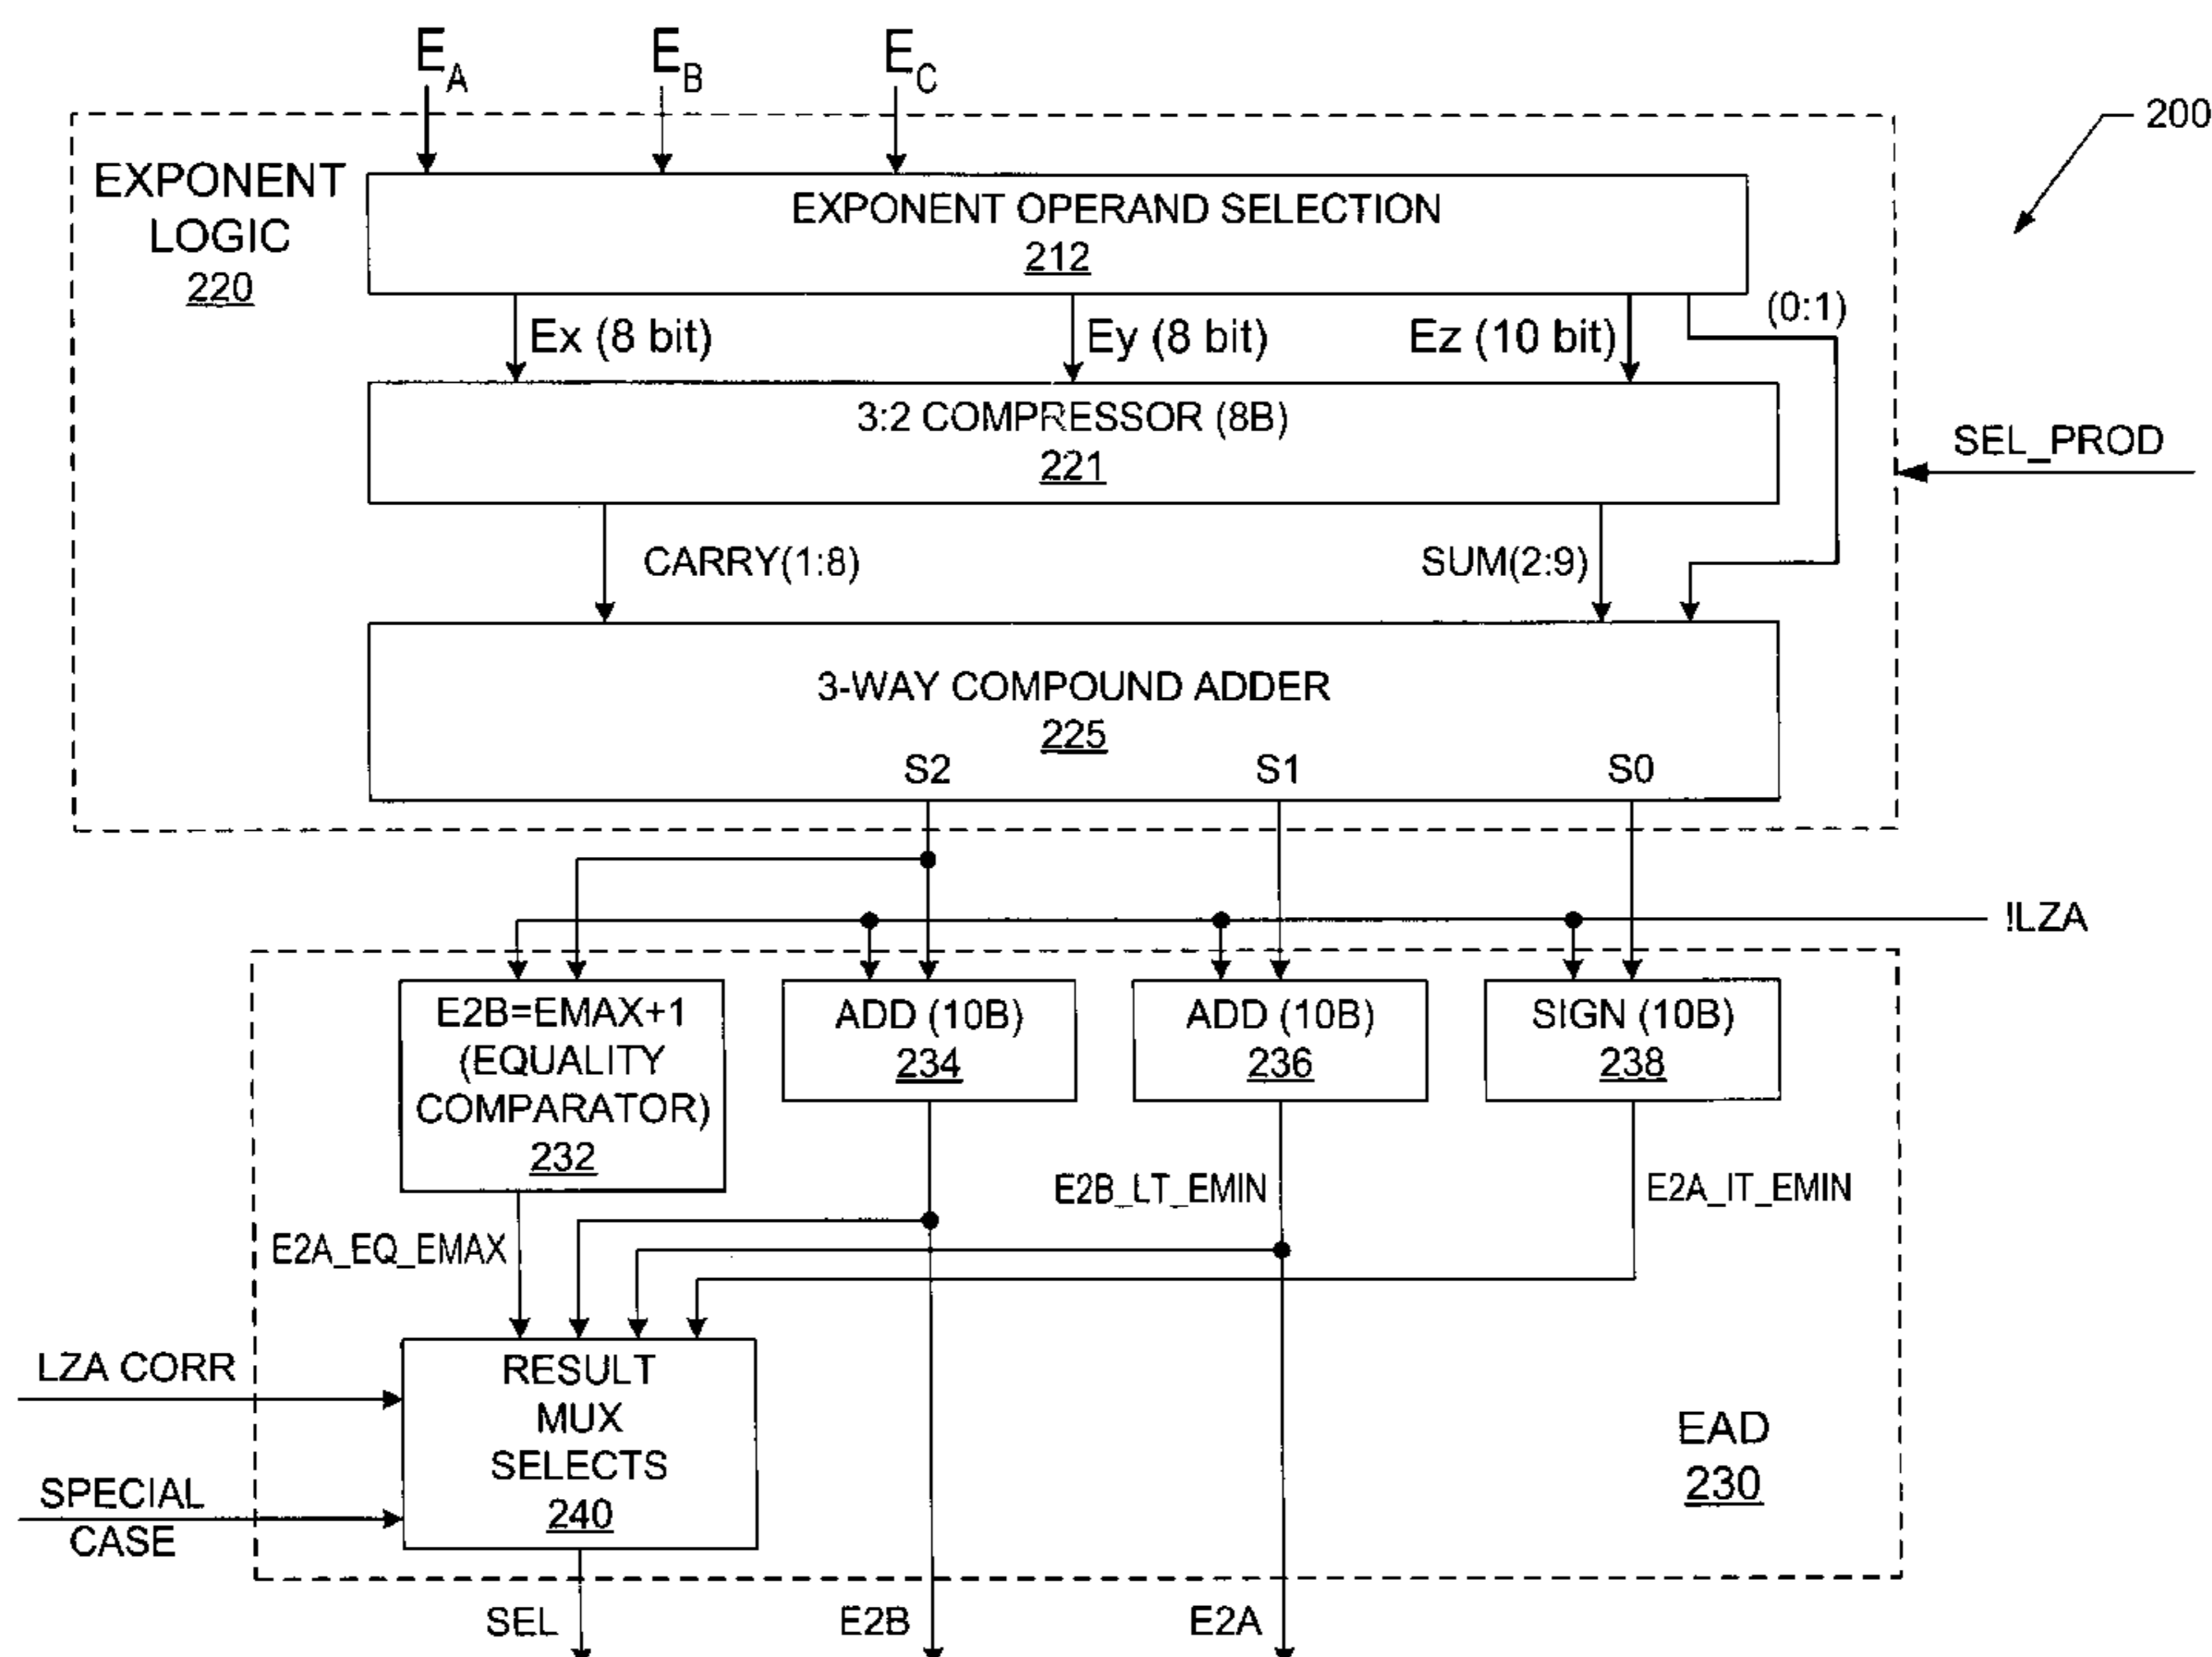 E_A E_B E_C
200
EXPONENT
LOGIC
220
EXPONENT OPERAND SELECTION
212
(0:1)
Ex (8 bit) Ey (8 bit) Ez (10 bit)
3:2 COMPRESSOR (8B)
221
SEL_PROD
CARRY(1:8) SUM(2:9)
3-WAY COMPOUND ADDER
225
S2 S1 S0
!LZA
E2B=EMAX+1
(EQUALITY
COMPARATOR)
232
ADD (10B)
234
ADD (10B)
236
SIGN (10B)
238
E2B_LT_EMIN
E2A_IT_EMIN
E2A_EQ_EMAX
LZA CORR
SPECIAL
CASE
RESULT
MUX
SELECTS
240
EAD
230
SEL E2B E2A